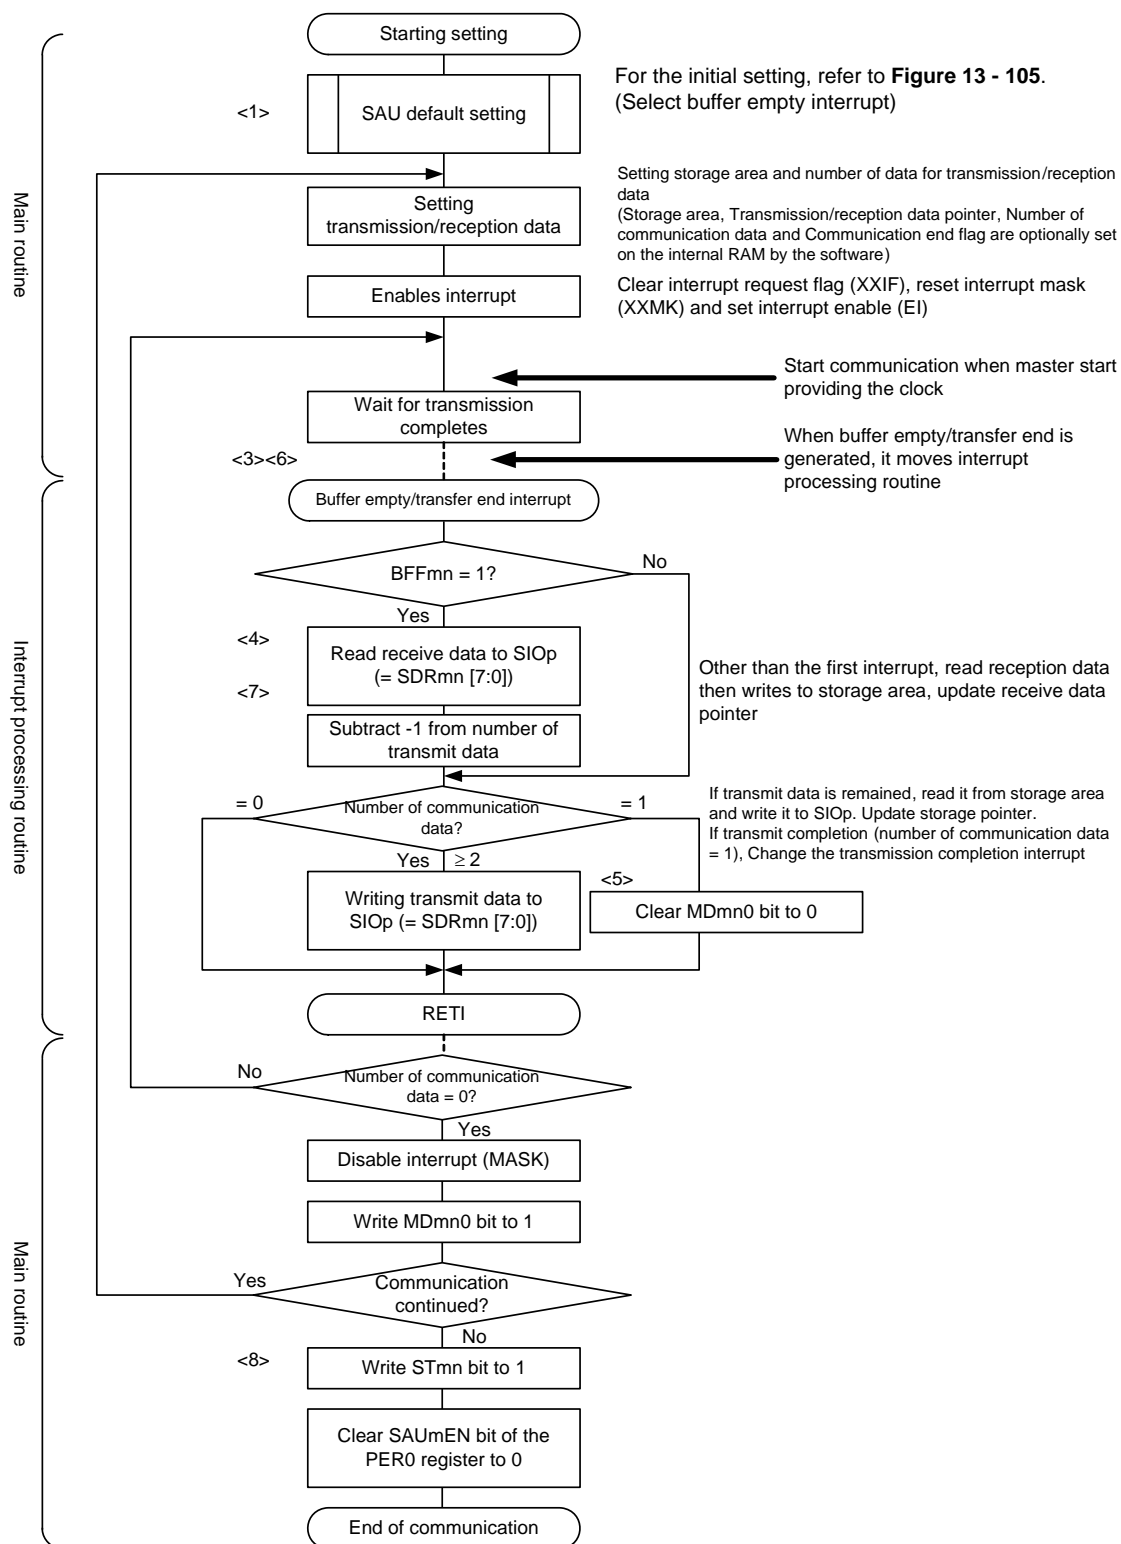 Starting setting
For the initial setting, refer to Figure 13 - 105.
(Select buffer empty interrupt)
<1>
SAU default setting
Main routine
Setting storage area and number of data for transmission/reception
data
(Storage area, Transmission/reception data pointer, Number of
communication data and Communication end flag are optionally set
on the internal RAM by the software)
Setting
transmission/reception data
Enables interrupt
Clear interrupt request flag (XXIF), reset interrupt mask
(XXMK) and set interrupt enable (EI)
Start communication when master start
providing the clock
Wait for transmission
completes
<3><6>
When buffer empty/transfer end is
generated, it moves interrupt
processing routine
Buffer empty/transfer end interrupt
BFFmn = 1?
No
Yes
Interrupt processing routine
<4>
Read receive data to SIOp
(= SDRmn [7:0])
<7>
Other than the first interrupt, read reception data
then writes to storage area, update receive data
pointer
Subtract -1 from number of
transmit data
= 0
Number of communication
data?
= 1
If transmit data is remained, read it from storage area
and write it to SIOp. Update storage pointer.
If transmit completion (number of communication data
= 1), Change the transmission completion interrupt
Yes ≥ 2
Writing transmit data to
SIOp (= SDRmn [7:0])
<5>
Clear MDmn0 bit to 0
RETI
No
Number of communication
data = 0?
Yes
Disable interrupt (MASK)
Write MDmn0 bit to 1
Main routine
Yes
Communication
continued?
No
<8>
Write STmn bit to 1
Clear SAUmEN bit of the
PER0 register to 0
End of communication